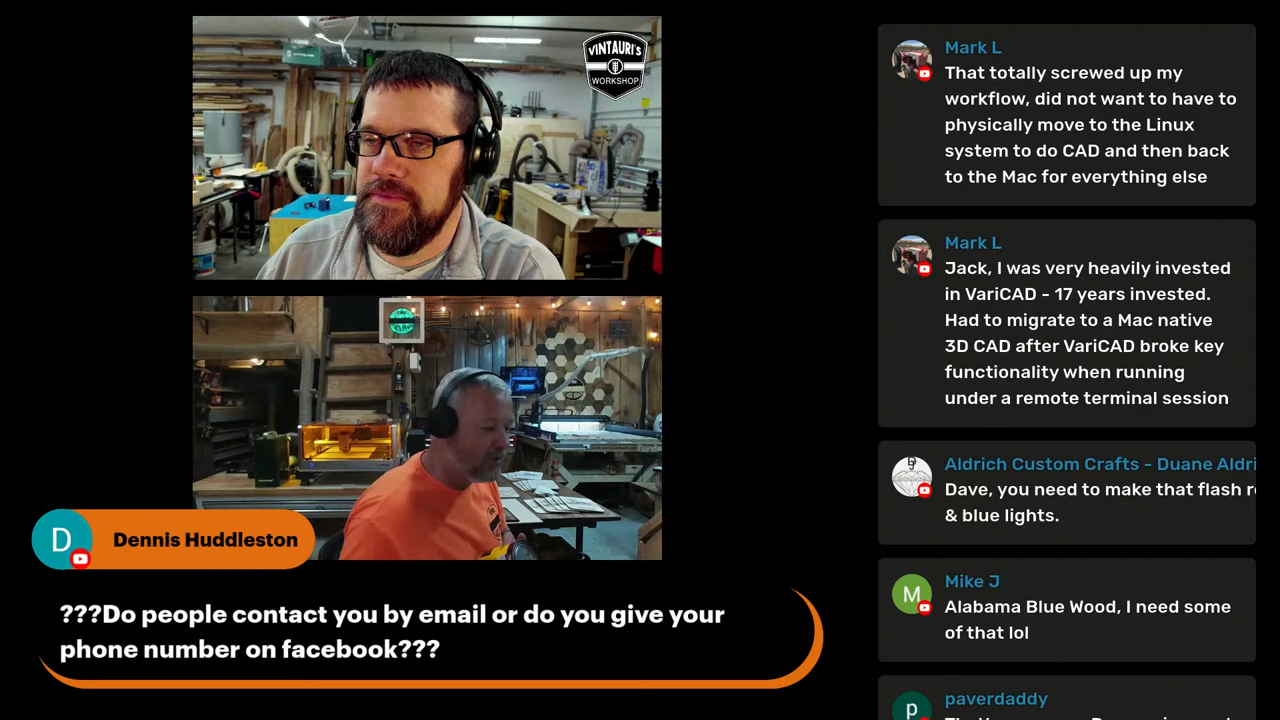 VINTAURI'S
WORKSHOP
Mark L
That totally screwed up my
workflow, did not want to have to
physically move to the Linux
system to do CAD and then back
to the Mac for everything else
Mark L
Jack, I was very heavily invested
in VariCAD - 17 years invested.
Had to migrate to a Mac native
3D CAD after VariCAD broke key
functionality when running
under a remote terminal session
Aldrich Custom Crafts - Duane Aldri
Dave, you need to make that flash
& blue lights.
Mike J
Alabama Blue Wood, I need some
of that lol
paverdaddy
D
Dennis Huddleston
???Do people contact you by email or do you give your
phone number on facebook???